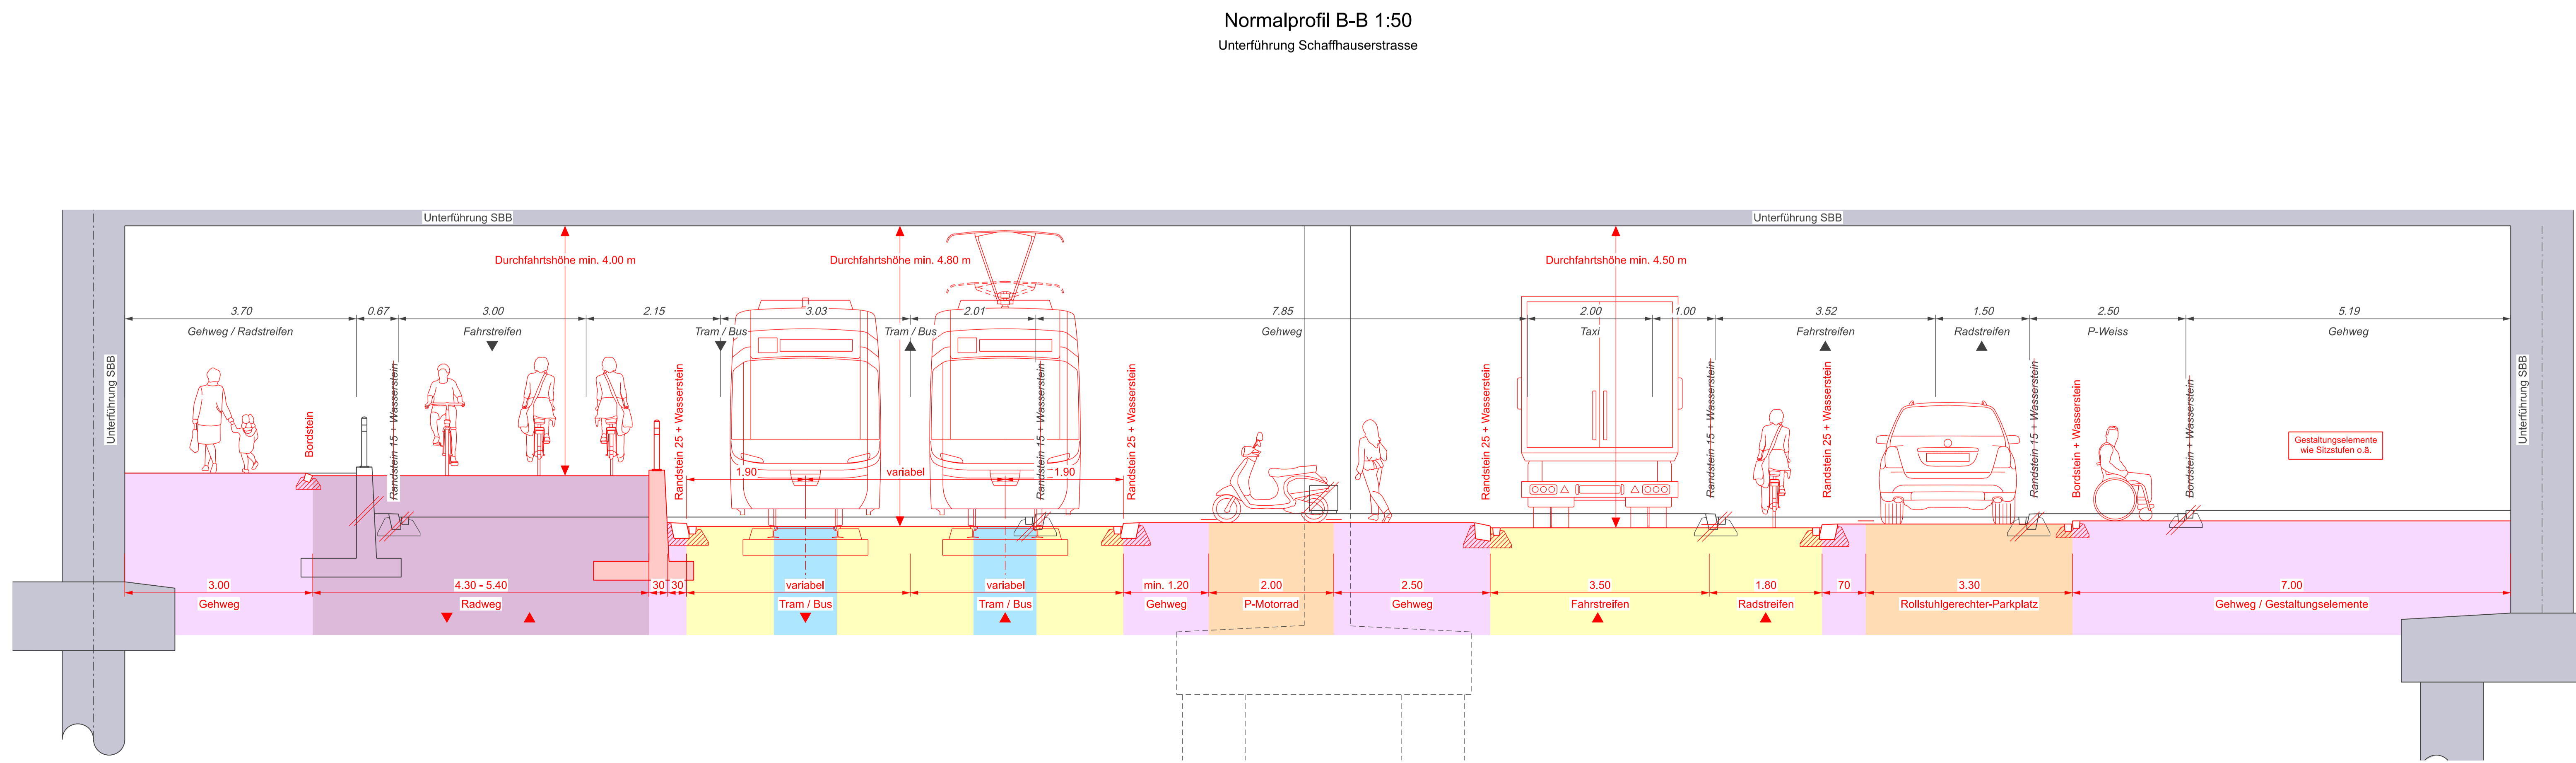 Normalprofil B-B 1:50
Unterführung Schaffhauserstrasse
Unterführung SBB
Unterführung SBB
Durchfahrtshöhe min. 4.00 m
Durchfahrtshöhe min. 4.80 m
Durchfahrtshöhe min. 4.50 m
3.70
0.67
3.00
2.15
3.03
2.01
7.85
2.00
1.00
3.52
1.50
2.50
5.19
Gehweg / Radstreifen
Fahrstreifen
Tram / Bus
Tram / Bus
Gehweg
Taxi
Fahrstreifen
Radstreifen
P-Weiss
Gehweg
Unterführung SBB
Bordstein
Randstein 15 + Wasserstein
Randstein 25 + Wasserstein
Randstein 15 + Wasserstein
Randstein 25 + Wasserstein
Randstein 25 + Wasserstein
Randstein 15 + Wasserstein
Randstein 25 + Wasserstein
Randstein 15 + Wasserstein
Bordstein + Wasserstein
Bordstein + Wasserstein
Unterführung SBB
Gestaltungselemente
wie Sitzstufen o.ä.
1.90
variabel
1.90
3.00
4.30 - 5.40
30
30
variabel
variabel
min. 1.20
2.00
2.50
3.50
1.80
70
3.30
7.00
Gehweg
Radweg
Tram / Bus
Tram / Bus
Gehweg
P-Motorrad
Gehweg
Fahrstreifen
Radstreifen
Rollstuhlgerechter-Parkplatz
Gehweg / Gestaltungselemente